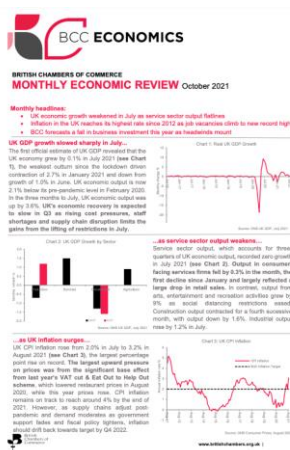 BCC ECONOMICS
BRITISH CHAMBERS OF COMMERCE
MONTHLY ECONOMIC REVIEW October 2021
Monthly headlines:
UK economic growth weakened in July as service sector output flatlines
Inflation in the UK reaches its highest rate since 2012 as job vacancies climb to new record high
BCC forecasts a fall in business investment this year as headwinds mount
UK GDP growth slowed sharply in July...
The first official estimate of UK GDP revealed that the
UK economy grew by 0.1% in July 2021 (see Chart
1), the weakest outturn since the lockdown driven
contraction of 2.7% in January 2021 and down from
growth of 1.0% in June. UK economic output is now
2.1% below its pre-pandemic level in February 2020.
In the three months to July, UK economic output was
up by 3.6%. UK's economic recovery is expected
to slow in Q3 as rising cost pressures, staff
shortages and supply chain disruption limits the
gains from the lifting of restrictions in July.
Chart 1: Real UK GDP Growth
Chart 2: UK GDP Growth by Sector
...as service sector output weakens...
Service sector output, which accounts for three
quarters of UK economic output, recorded zero growth
in July 2021 (see Chart 2). Output in consumer
facing services firms fell by 0.3% in the month, the
first decline since January and largely reflected a
large drop in retail sales. In contrast, output from
arts, entertainment and recreation activities grew by
9% as social distancing restrictions eased.
Construction output contracted for a fourth successive
month, with output down by 1.6%. Industrial output
rose by 1.2% in July.
...as UK inflation surges...
UK CPI inflation rose from 2.0% in July to 3.2% in
August 2021 (see Chart 3), the largest percentage
point rise on record. The largest upward pressure
on prices was from the significant base effect
from last year's VAT cut & Eat Out to Help Out
scheme, which lowered restaurant prices in August
2020, while this year prices rose. CPI inflation
remains on track to reach around 4% by the end of
2021. However, as supply chains adjust post-
pandemic and demand moderates as government
support fades and fiscal policy tightens, inflation
should drift back towards target by Q4 2022.
Chart 3: UK CPI Inflation
www.britishchambers.org.uk |